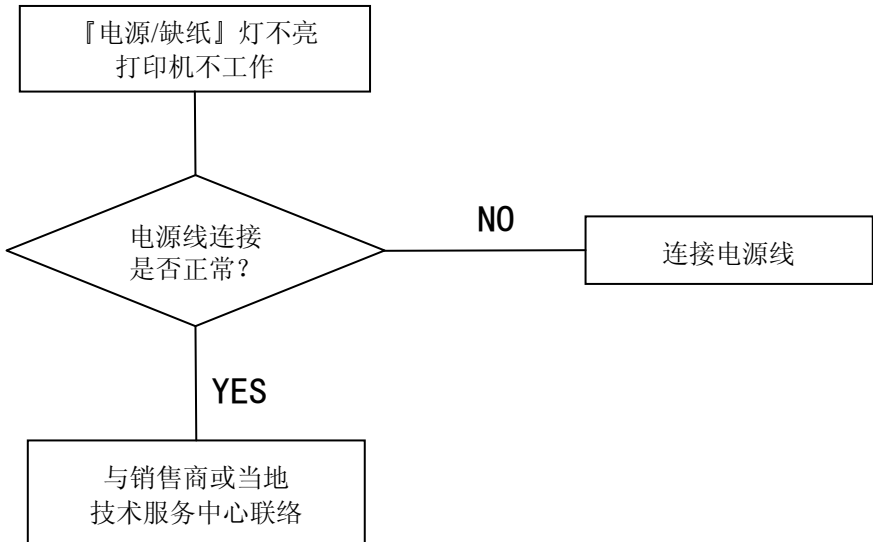 『电源/缺纸』灯不亮
打印机不工作
电源线连接
是否正常?
NO
连接电源线
YES
与销售商或当地
技术服务中心联络